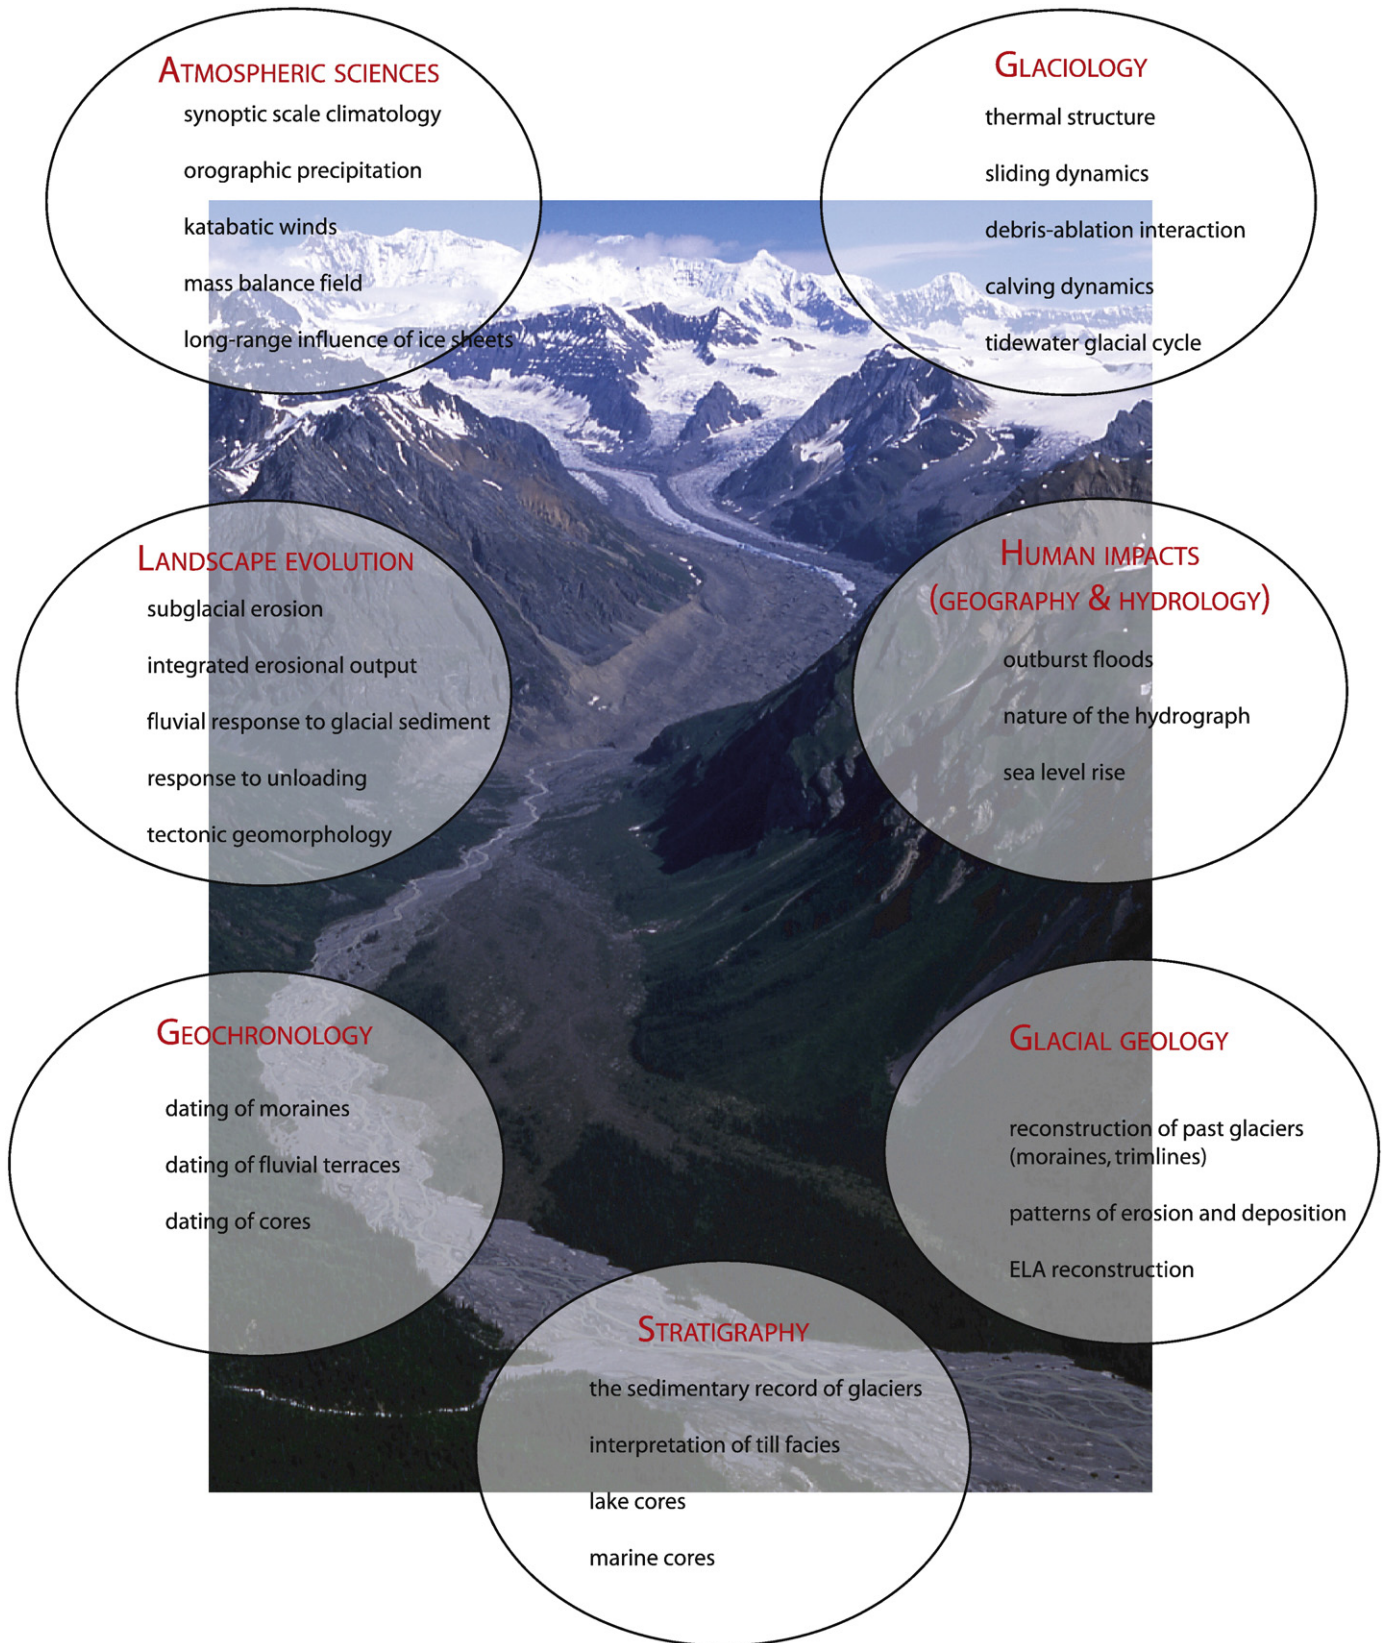 ATMOSPHERIC SCIENCES
synoptic scale climatology
orographic precipitation
katabatic winds
mass balance field
long-range influence of ice sheets
GLACIOLOGY
thermal structure
sliding dynamics
debris-ablation interaction
calving dynamics
tidewater glacial cycle
LANDSCAPE EVOLUTION
subglacial erosion
integrated erosional output
fluvial response to glacial sediment
response to unloading
tectonic geomorphology
HUMAN IMPACTS
(GEOGRAPHY & HYDROLOGY)
outburst floods
nature of the hydrograph
sea level rise
GEOCHRONOLOGY
dating of moraines
dating of fluvial terraces
dating of cores
GLACIAL GEOLOGY
reconstruction of past glaciers
(moraines, trimlines)
patterns of erosion and deposition
ELA reconstruction
STRATIGRAPHY
the sedimentary record of glaciers
interpretation of till facies
lake cores
marine cores